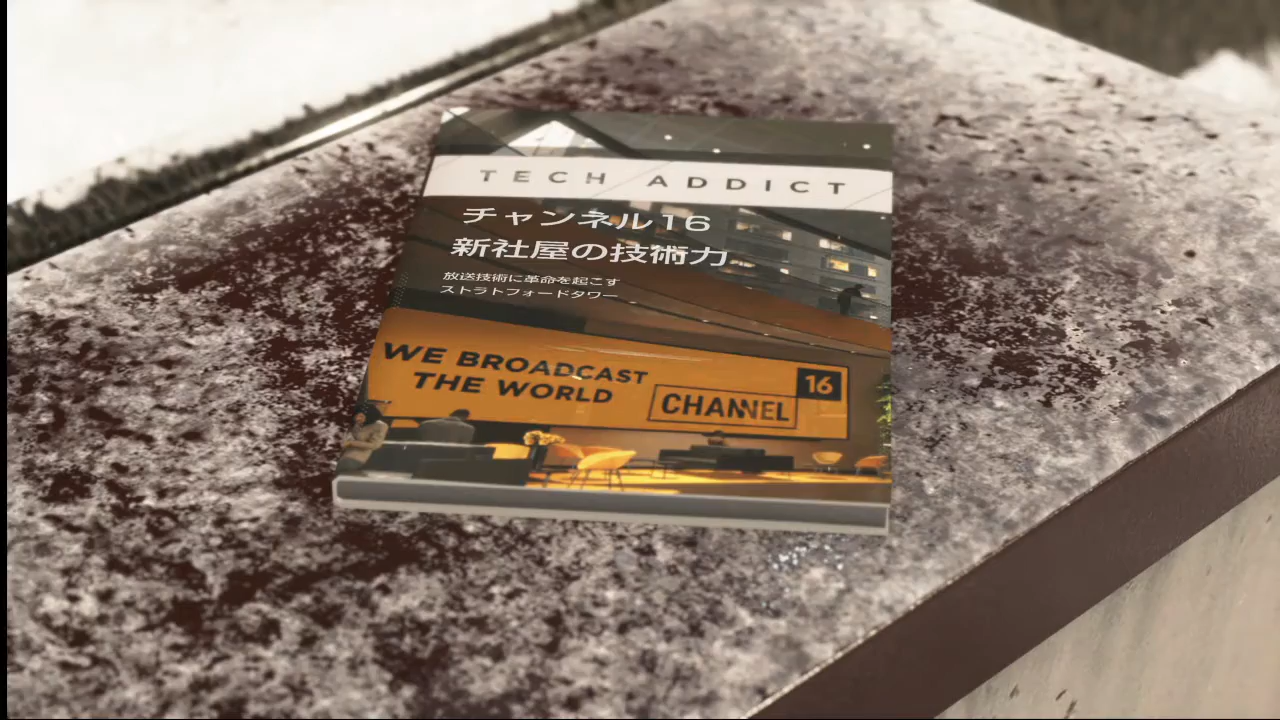 TECH ADDICT
チャンネル16
新社屋の技術力
放送技術に革命を起こす
ストラトフォードタワー
WE BROADCAST
THE WORLD
16
CHANNEL